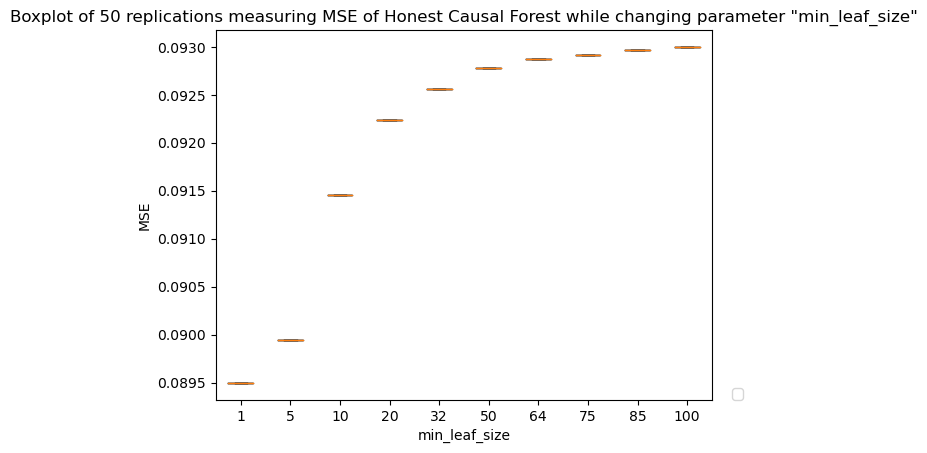 Boxplot of 50 replications measuring MSE of Honest Causal Forest while changing parameter "min_leaf_size"
0.0930
0.0925
0.0920
0.0915
0.0910
0.0905
0.0900
0.0895
MSE
1 5 10 20 32 50 64 75 85 100
min_leaf_size